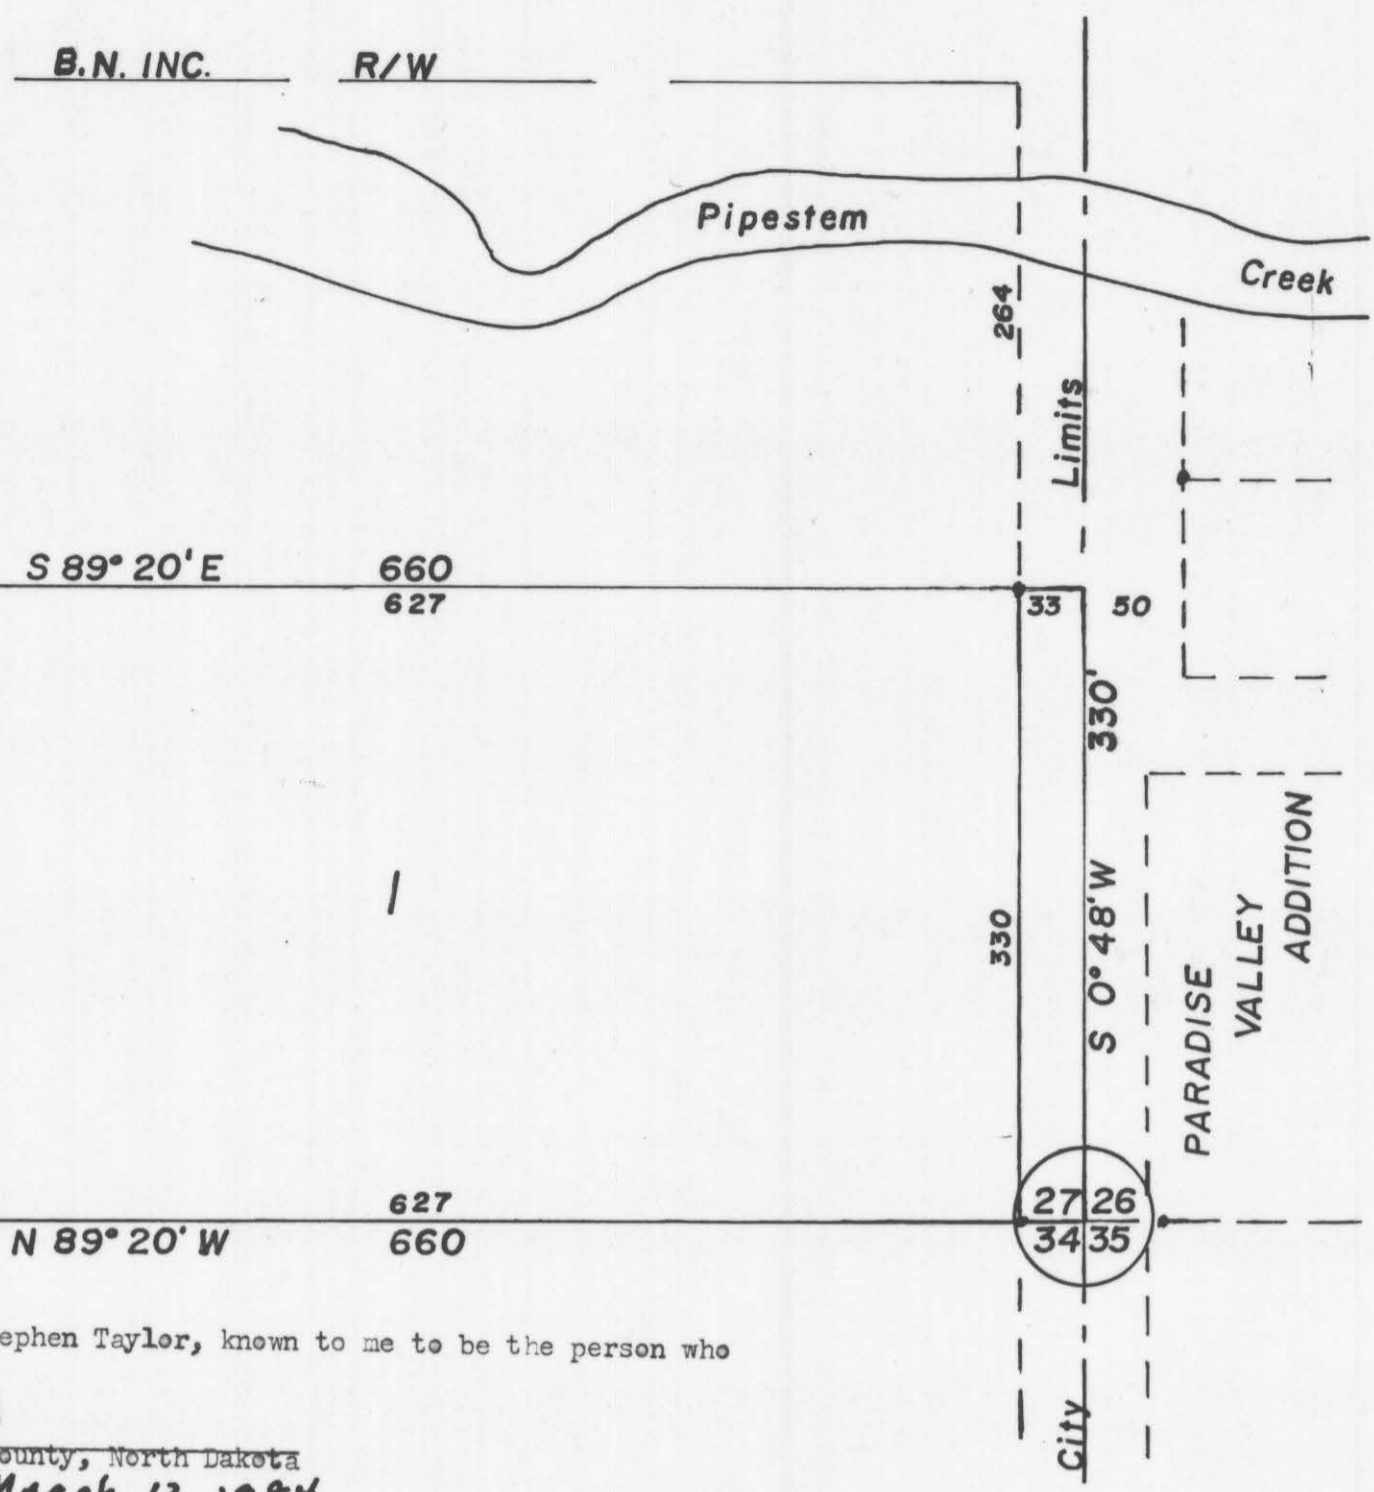 B.N. INC. R/W
Pipestem
Creek
264
Limits
S 89° 20' E 660
627
33 50
330'
1
330
S 0° 48' W
PARADISE
VALLEY
ADDITION
627
27 26
34 35
N 89° 20' W 660
ephen Taylor, known to me to be the person who
City
ounty, North Dakota